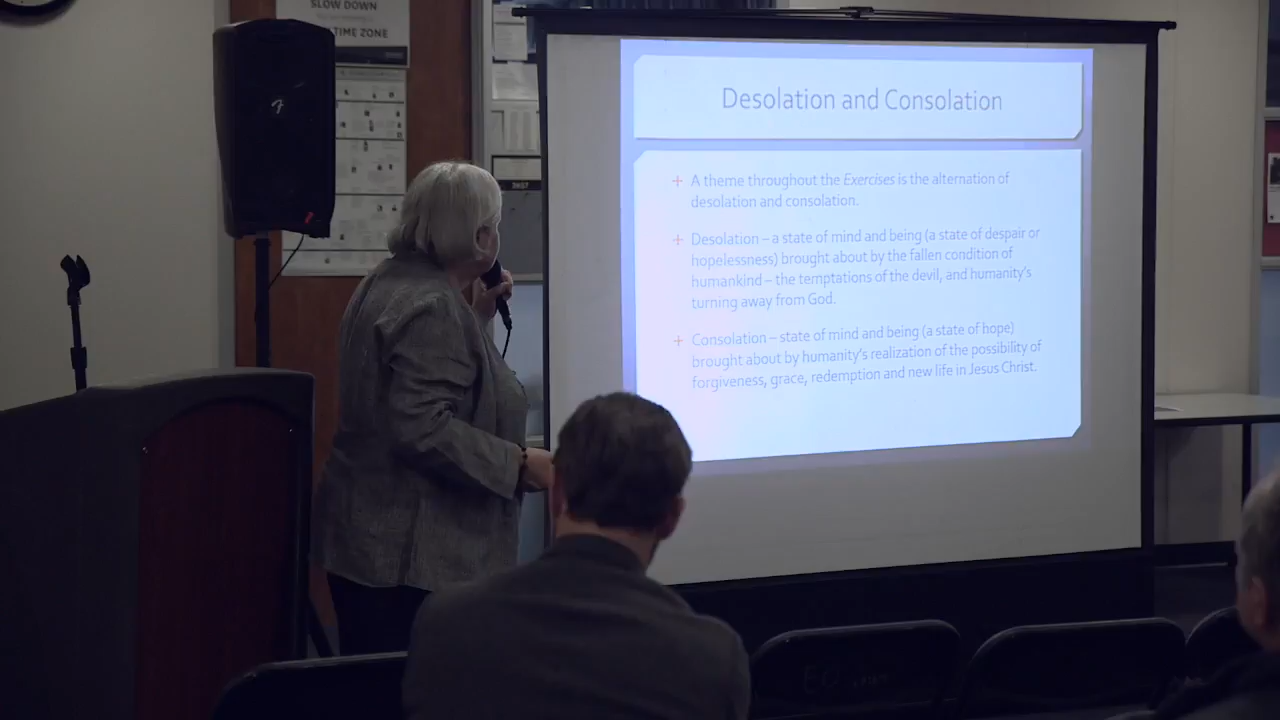 SLOW DOWN
TIME ZONE
Desolation and Consolation
A theme throughout the Exercises is the alternation of
desolation and consolation.
Desolation – a state of mind and being (a state of despair or
hopelessness) brought about by the fallen condition of
humankind – the temptations of the devil, and humanity's
turning away from God.
Consolation – state of mind and being (a state of hope)
brought about by humanity's realization of the possibility of
forgiveness, grace, redemption and new life in Jesus Christ.